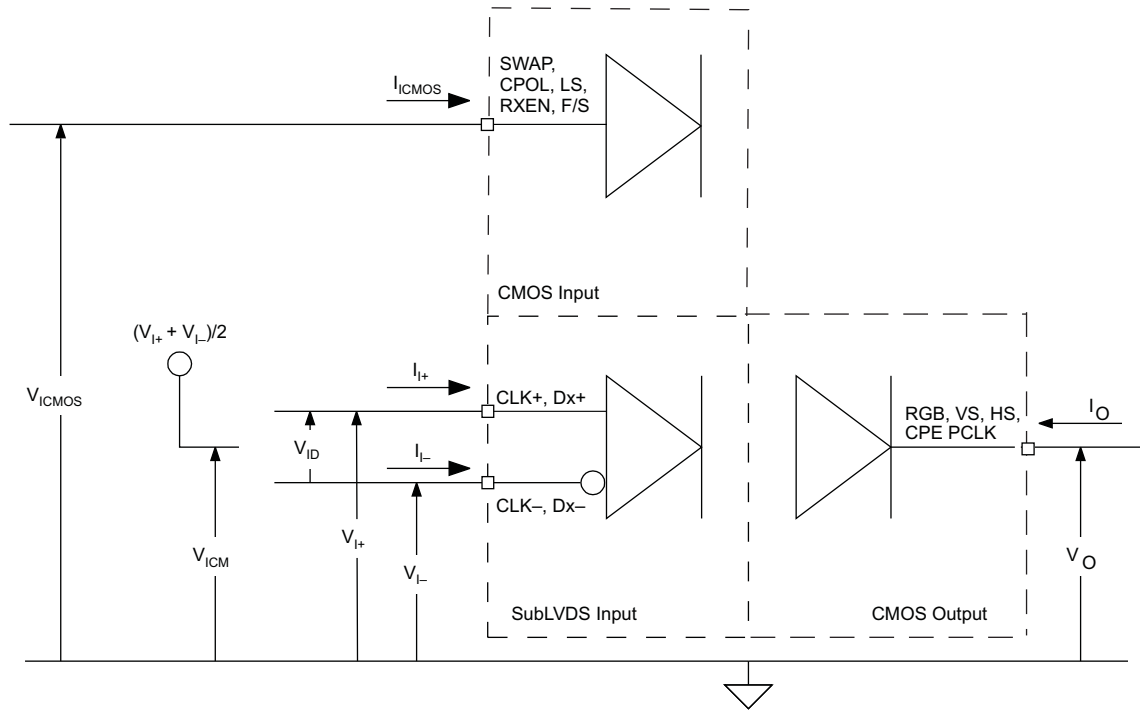 SWAP,
CPOL, LS,
RXEN, F/S
I_ICMOS
CMOS Input
(V_I+ + V_I–)/2
V_ICMOS
I_I+
CLK+, Dx+
V_ID
I_I–
CLK–, Dx–
V_I+
V_ICM
V_I–
SubLVDS Input
RGB, VS, HS,
CPE PCLK
I_O
V_O
CMOS Output